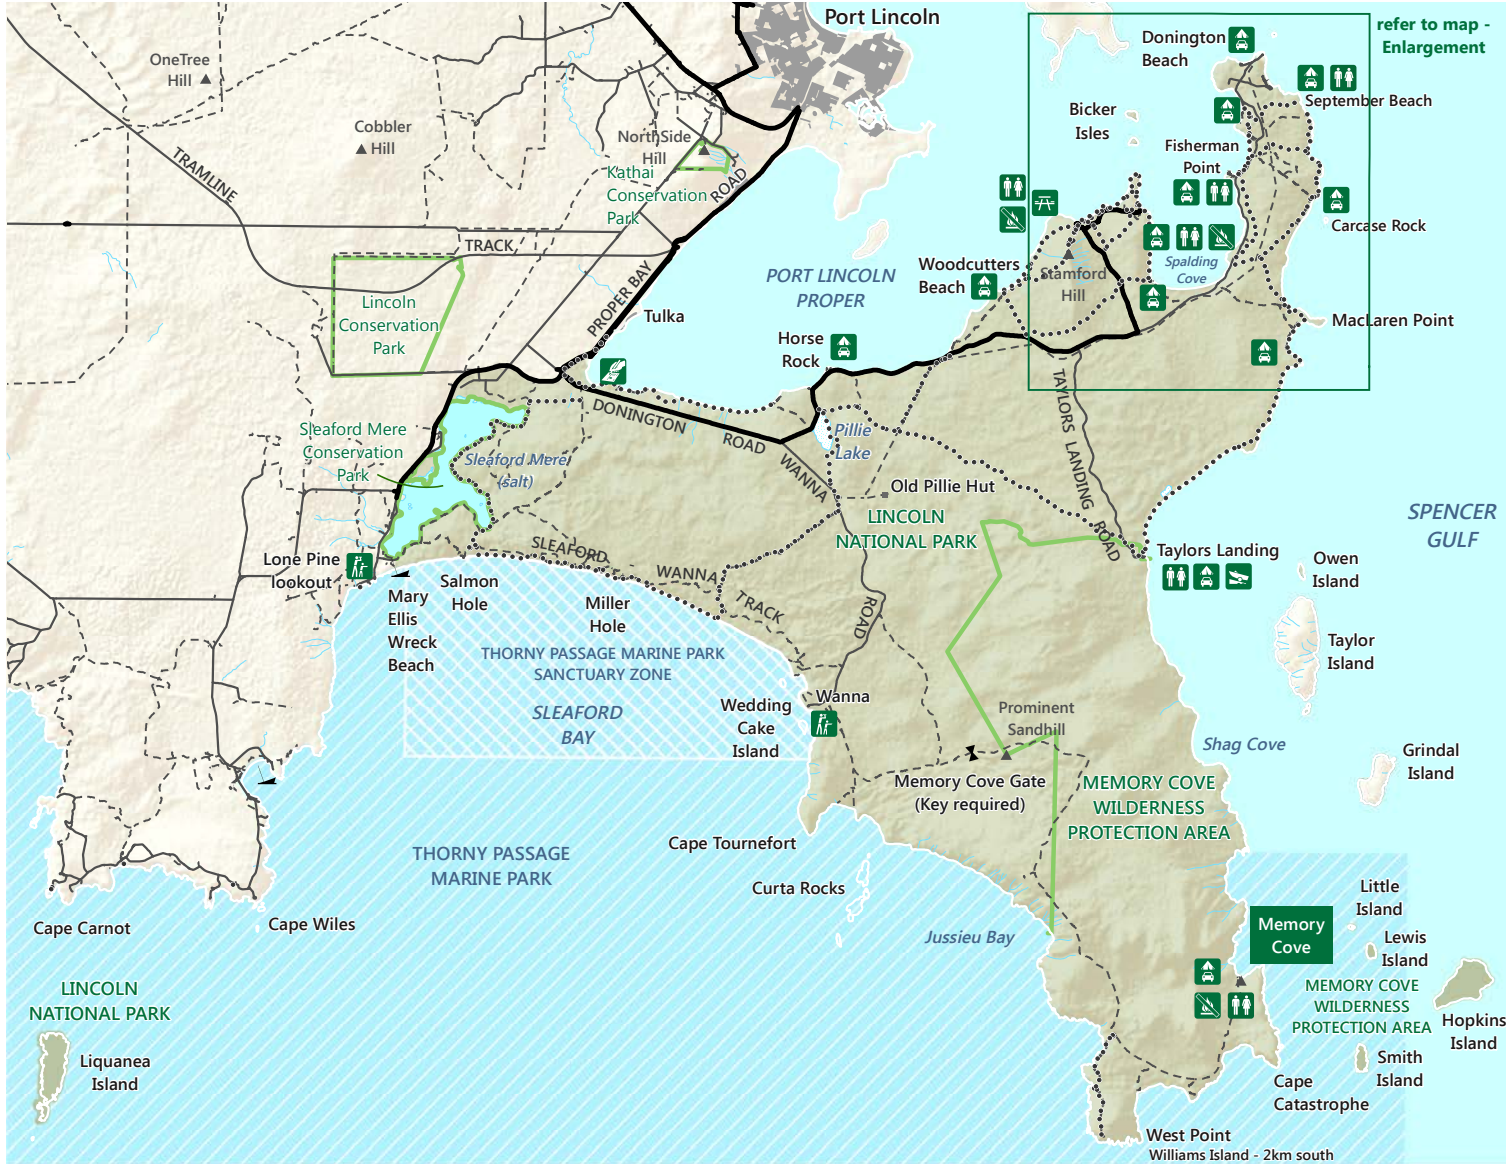 Port Lincoln
refer to map -
Enlargement
Donington
Beach
OneTree
Hill
September Beach
Bicker
Isles
Cobbler
Hill
NorthSide
Hill
Fisherman
Point
TRAMLINE
Kathai
Conservation
Park
ROAD
Carcase Rock
TRACK
Woodcutters
Beach
Stamford
Hill
Spalding
Cove
PORT LINCOLN
PROPER
PROPER BAY
Lincoln
Conservation
Park
Tulka
MacLaren Point
Horse
Rock
DONINGTON
ROAD
TAYLORS LANDING ROAD
Sleaford Mere
Conservation
Park
Sleaford Mere
(salt)
Pillie
Lake
WANNA
Old Pillie Hut
LINCOLN
NATIONAL PARK
SPENCER
GULF
Lone Pine
lookout
SLEAFORD
WANNA
TRACK
Taylors Landing
Owen
Island
Salmon
Hole
Mary
Ellis
Wreck
Beach
Miller
Hole
ROAD
Taylor
Island
THORNY PASSAGE MARINE PARK
SANCTUARY ZONE
SLEAFORD
BAY
Wedding
Cake
Island
Wanna
Prominent
Sandhill
Shag Cove
Grindal
Island
Memory Cove Gate
(Key required)
MEMORY COVE
WILDERNESS
PROTECTION AREA
Cape Tournefort
THORNY PASSAGE
MARINE PARK
Curta Rocks
Little
Island
Cape Carnot
Cape Wiles
Jussieu Bay
Memory
Cove
Lewis
Island
LINCOLN
NATIONAL PARK
MEMORY COVE
WILDERNESS
PROTECTION AREA
Hopkins
Island
Liquanea
Island
Smith
Island
Cape
Catastrophe
West Point
Williams Island - 2km south